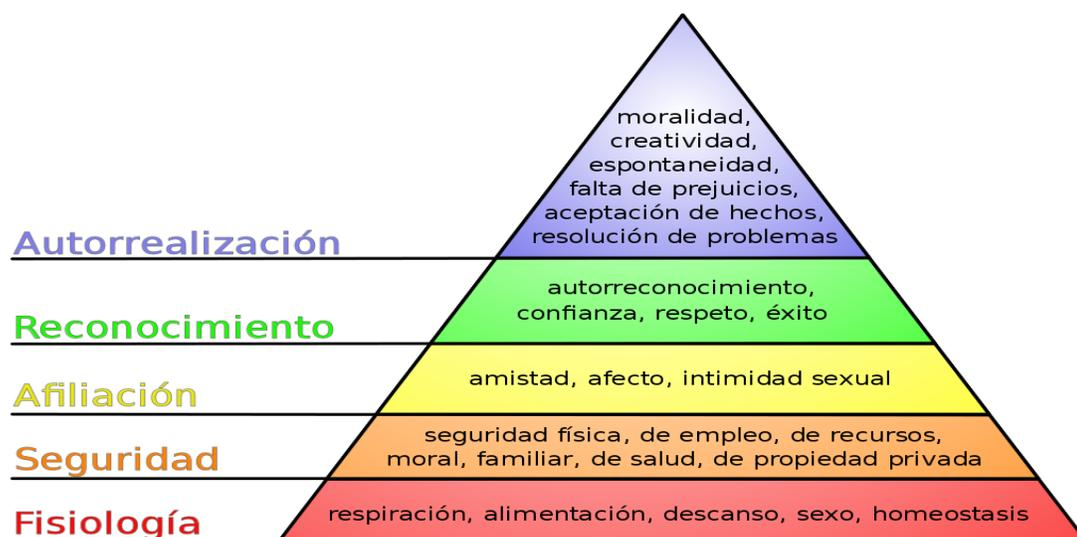 moralidad,
creatividad,
espontaneidad,
falta de prejuicios,
aceptación de hechos,
resolución de problemas
Autorrealización
autorreconocimiento,
confianza, respeto, éxito
Reconocimiento
amistad, afecto, intimidad sexual
Afiliación
seguridad física, de empleo, de recursos,
moral, familiar, de salud, de propiedad privada
Seguridad
respiración, alimentación, descanso, sexo, homeostasis
Fisiología